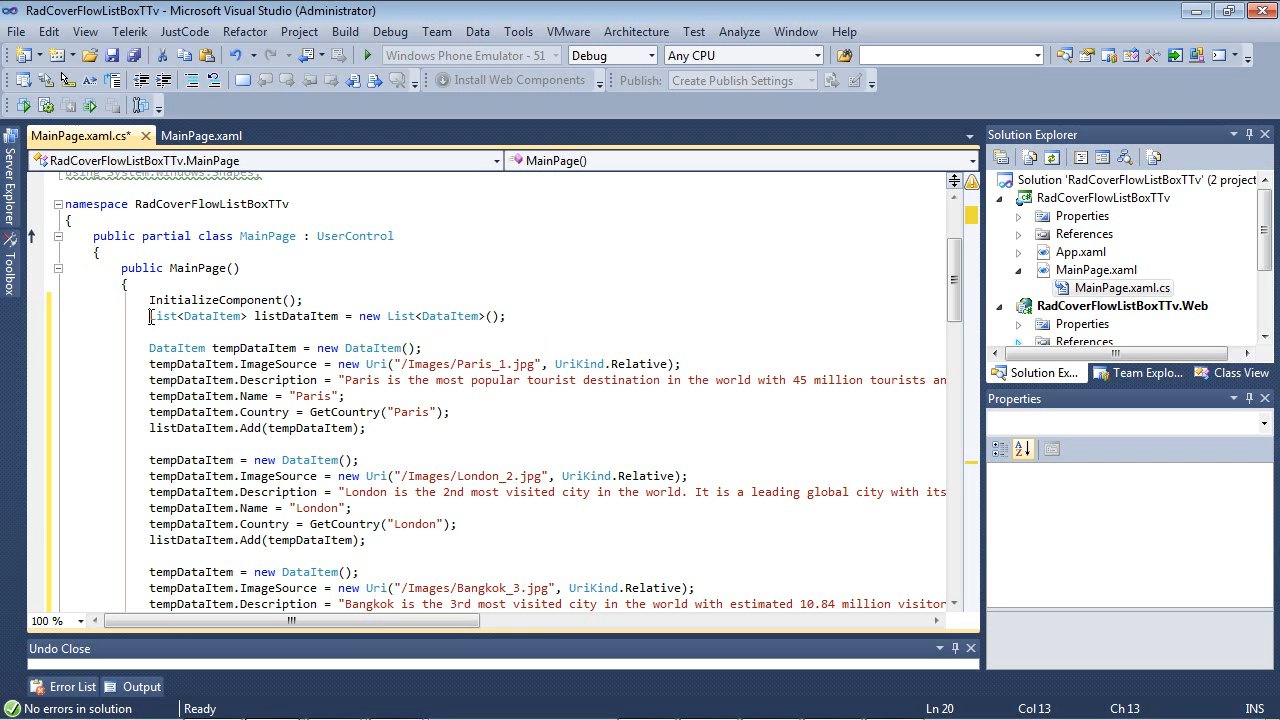 RadCoverFlowListBoxTTv - Microsoft Visual Studio (Administrator)
File Edit View Telerik JustCode Refactor Project Build Debug Team Data Tools VMware Architecture Test Analyze Window Help
Windows Phone Emulator - 51 Debug Any CPU
Install Web Components Publish: Create Publish Settings
MainPage.xaml.cs* MainPage.xaml
RadCoverFlowListBoxTTv.MainPage MainPage()
using System.Windows.Shapes;
namespace RadCoverFlowListBoxTTv
{
public partial class MainPage : UserControl
{
public MainPage()
{
InitializeComponent();
List<DataItem> listDataItem = new List<DataItem>();
DataItem tempDataItem = new DataItem();
tempDataItem.ImageSource = new Uri("/Images/Paris_1.jpg", UriKind.Relative);
tempDataItem.Description = "Paris is the most popular tourist destination in the world with 45 million tourists an
tempDataItem.Name = "Paris";
tempDataItem.Country = GetCountry("Paris");
listDataItem.Add(tempDataItem);
tempDataItem = new DataItem();
tempDataItem.ImageSource = new Uri("/Images/London_2.jpg", UriKind.Relative);
tempDataItem.Description = "London is the 2nd most visited city in the world. It is a leading global city with its
tempDataItem.Name = "London";
tempDataItem.Country = GetCountry("London");
listDataItem.Add(tempDataItem);
tempDataItem = new DataItem();
tempDataItem.ImageSource = new Uri("/Images/Bangkok_3.jpg", UriKind.Relative);
tempDataItem.Description = "Bangkok is the 3rd most visited city in the world with estimated 10.84 million visitor
100 %
Undo Close
Error List Output
No errors in solution Ready Ln 20 Col 13 Ch 13 INS
Server Explorer
Toolbox
Solution Explorer
Solution 'RadCoverFlowListBoxTTv' (2 project
RadCoverFlowListBoxTTv
Properties
References
App.xaml
MainPage.xaml
MainPage.xaml.cs
RadCoverFlowListBoxTTv.Web
Properties
References
Solution Ex... Team Explo... Class View
Properties